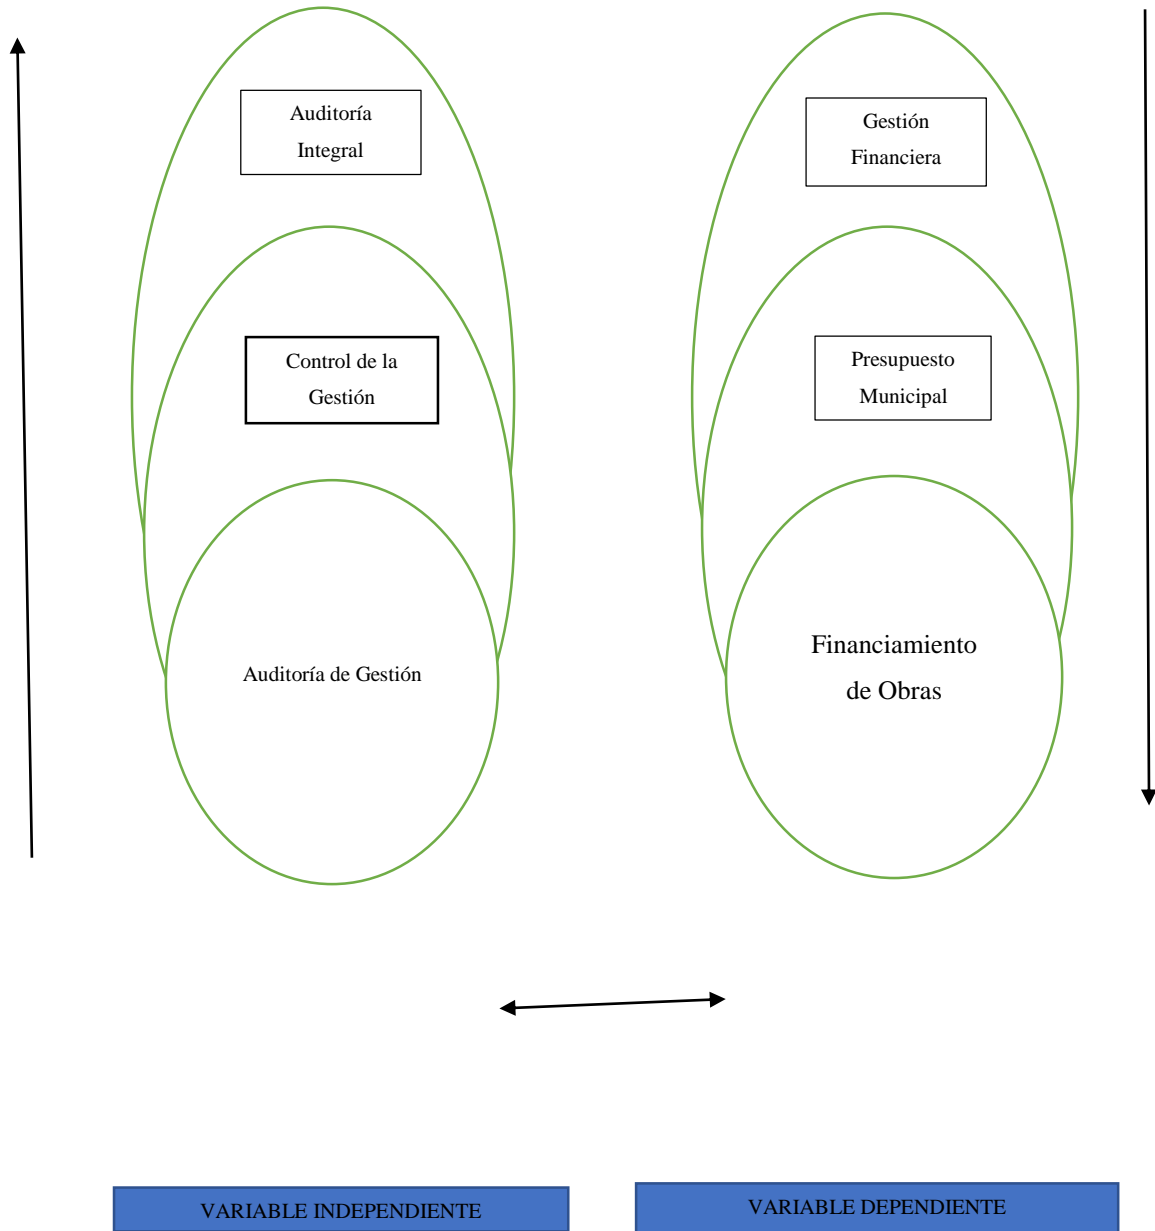 Auditoría
Integral
Gestión
Financiera
Control de la
Gestión
Presupuesto
Municipal
Auditoría de Gestión
Financiamiento
de Obras
VARIABLE INDEPENDIENTE
VARIABLE DEPENDIENTE